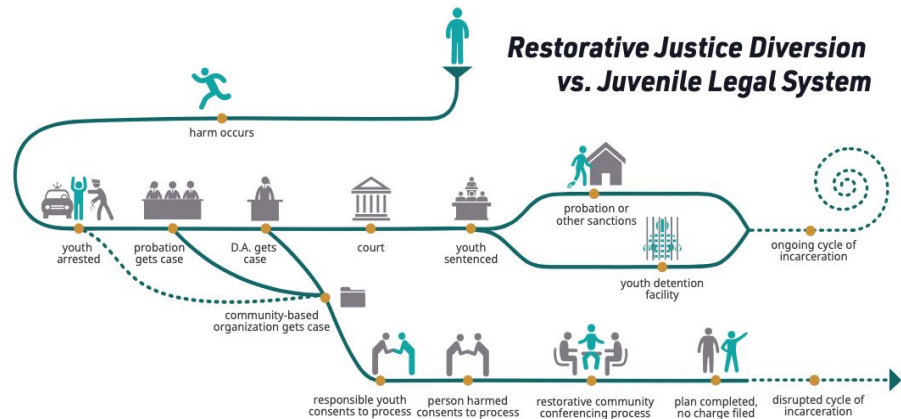 Restorative Justice Diversion
vs. Juvenile Legal System
harm occurs
youth
arrested
probation
gets case
D.A. gets
case
court
youth
sentenced
probation or
other sanctions
youth detention
facility
ongoing cycle of
incarceration
community-based
organization gets case
responsible youth
consents to process
person harmed
consents to process
restorative community
conferencing process
plan completed,
no charge filed
disrupted cycle of
incarceration